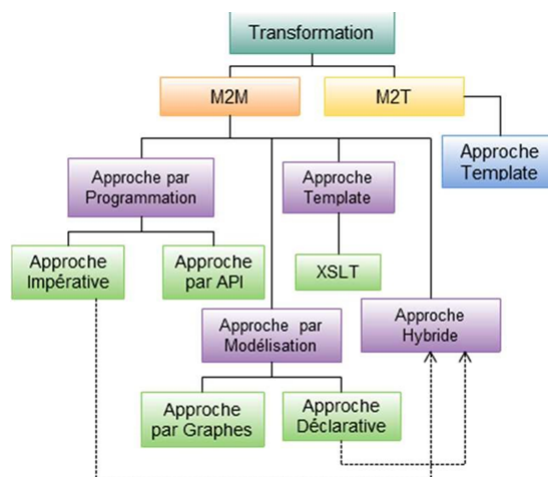 Transformation
M2M
M2T
Approche
Template
Approche par
Programmation
Approche
Template
Approche
Impérative
Approche
par API
XSLT
Approche par
Modélisation
Approche
Hybride
Approche
par Graphes
Approche
Déclarative